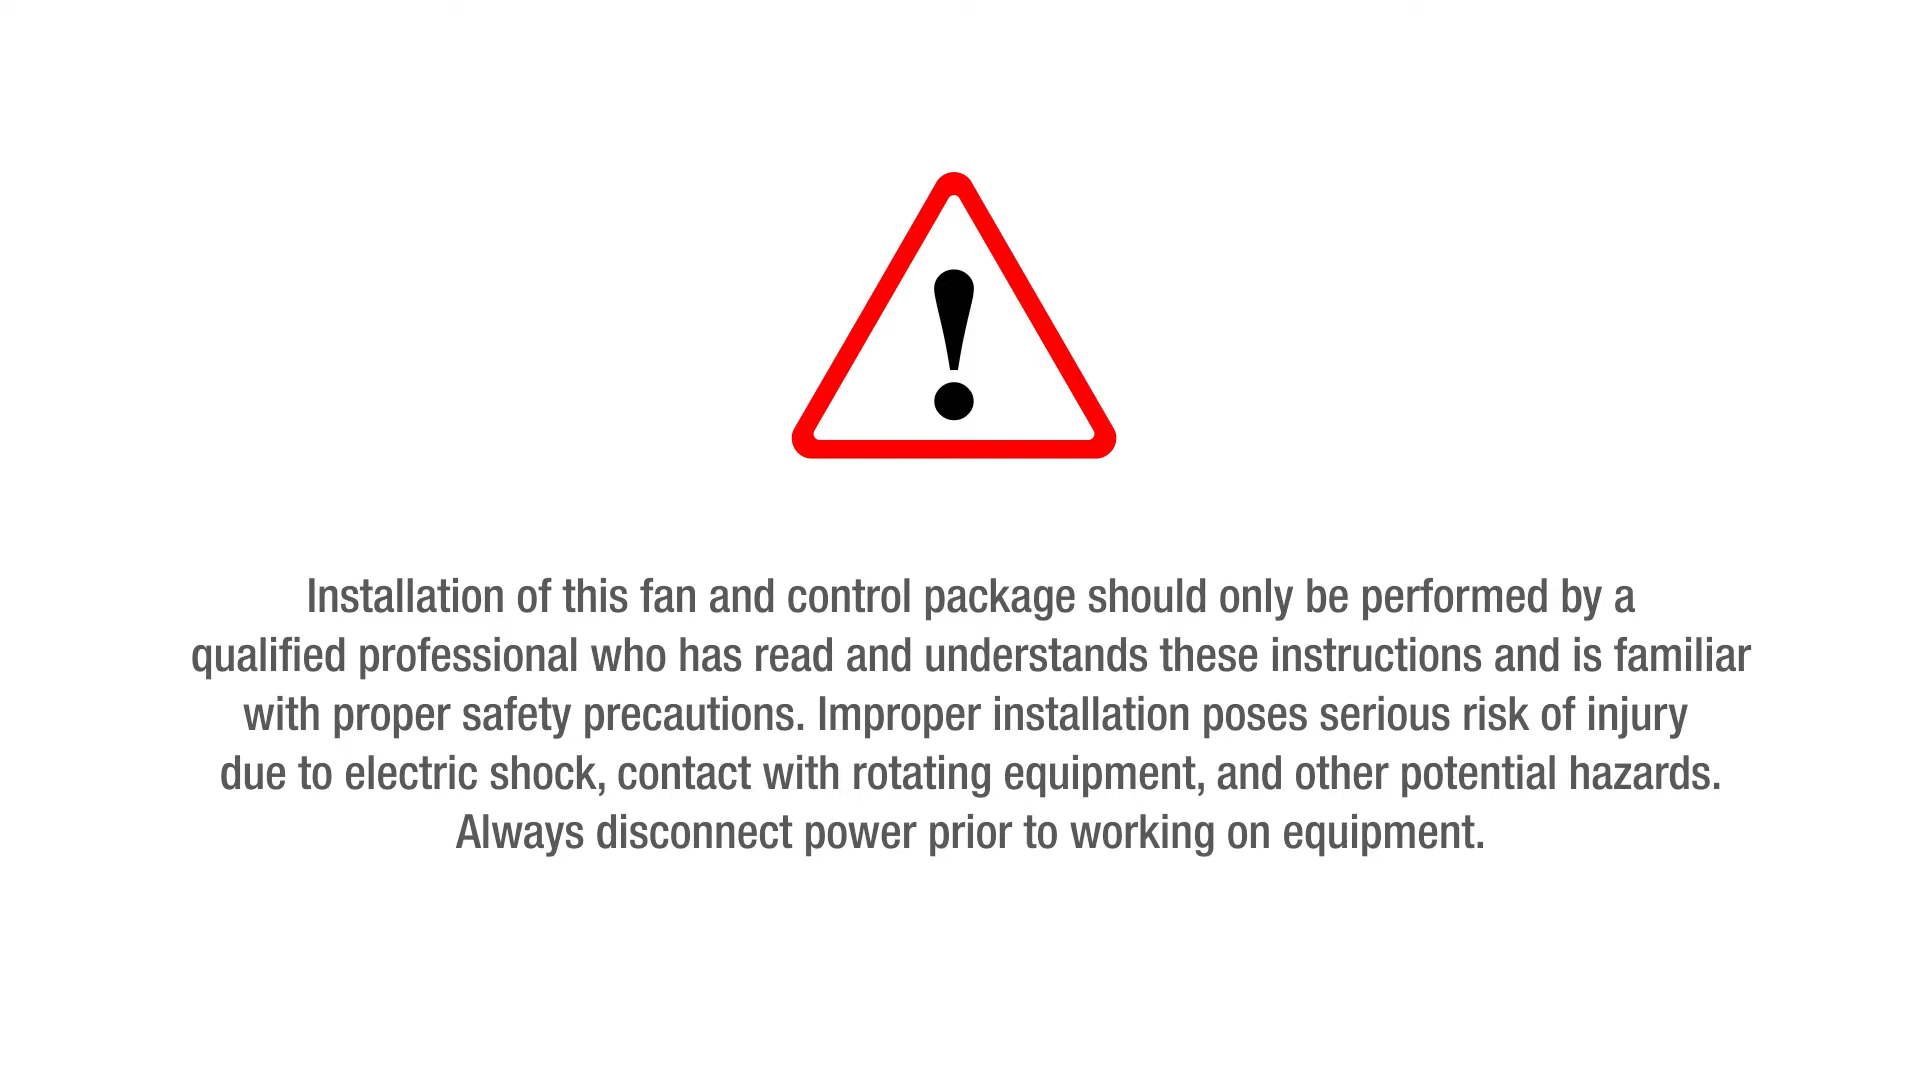 Installation of this fan and control package should only be performed by a
qualified professional who has read and understands these instructions and is familiar
with proper safety precautions. Improper installation poses serious risk of injury
due to electric shock, contact with rotating equipment, and other potential hazards.
Always disconnect power prior to working on equipment.